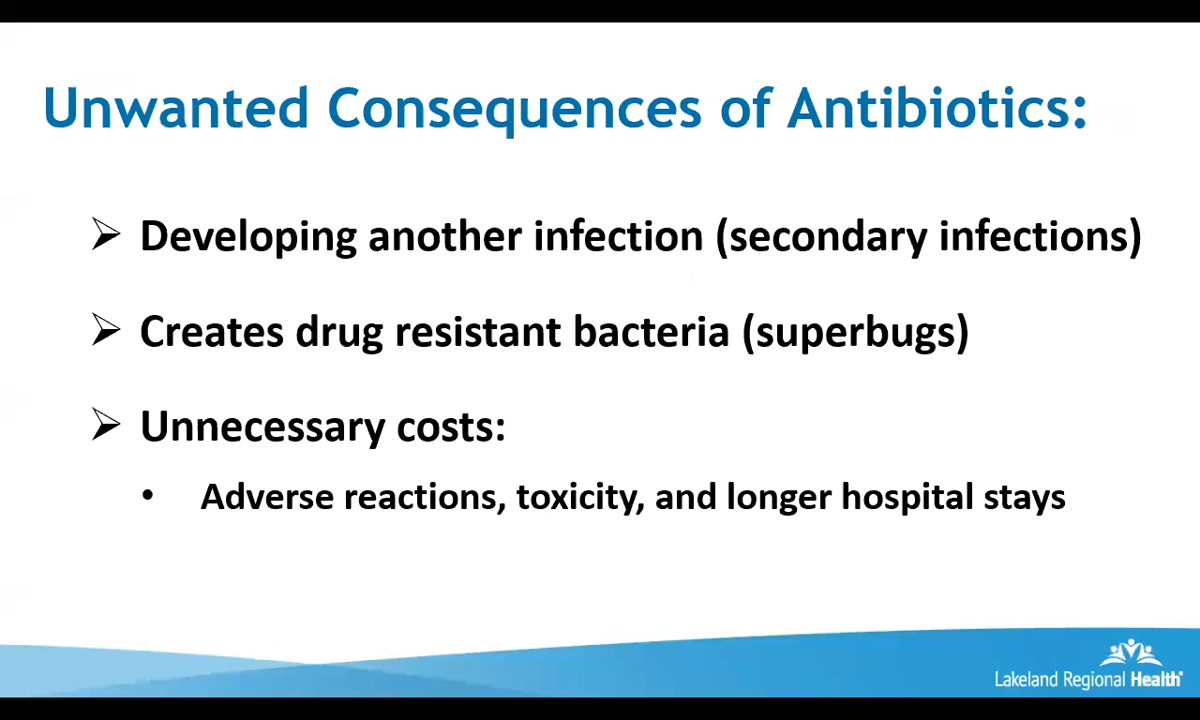 Unwanted Consequences of Antibiotics:
➢ Developing another infection (secondary infections)
➢ Creates drug resistant bacteria (superbugs)
➢ Unnecessary costs:
• Adverse reactions, toxicity, and longer hospital stays
Lakeland Regional Health